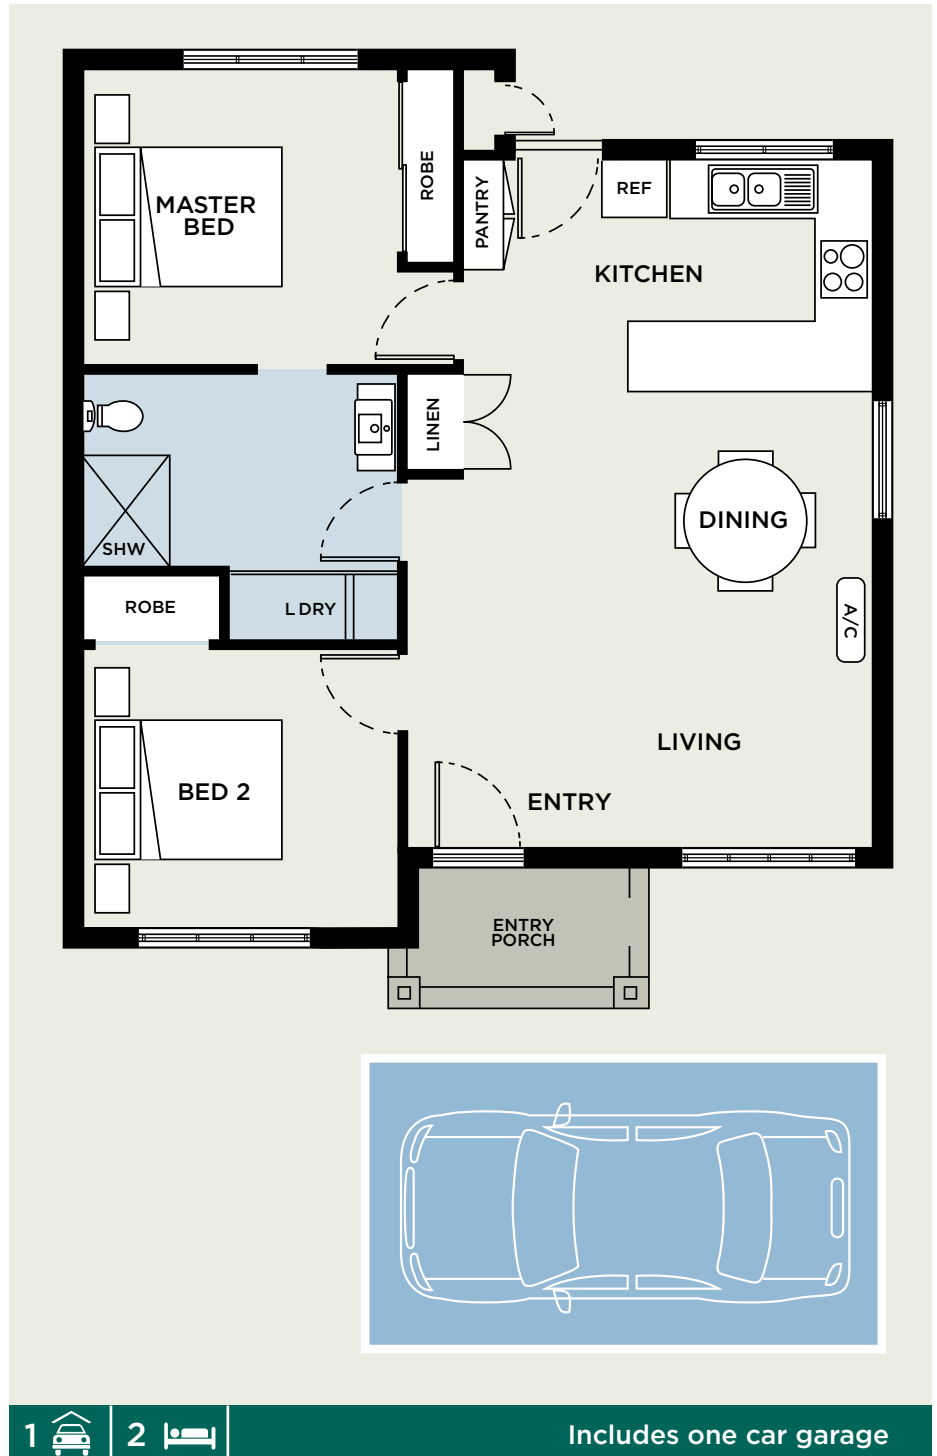 MASTER
BED
ROBE
PANTRY
REF
KITCHEN
LINEN
SHW
DINING
ROBE
L DRY
A/C
LIVING
BED 2
ENTRY
ENTRY
PORCH
1
2
Includes one car garage